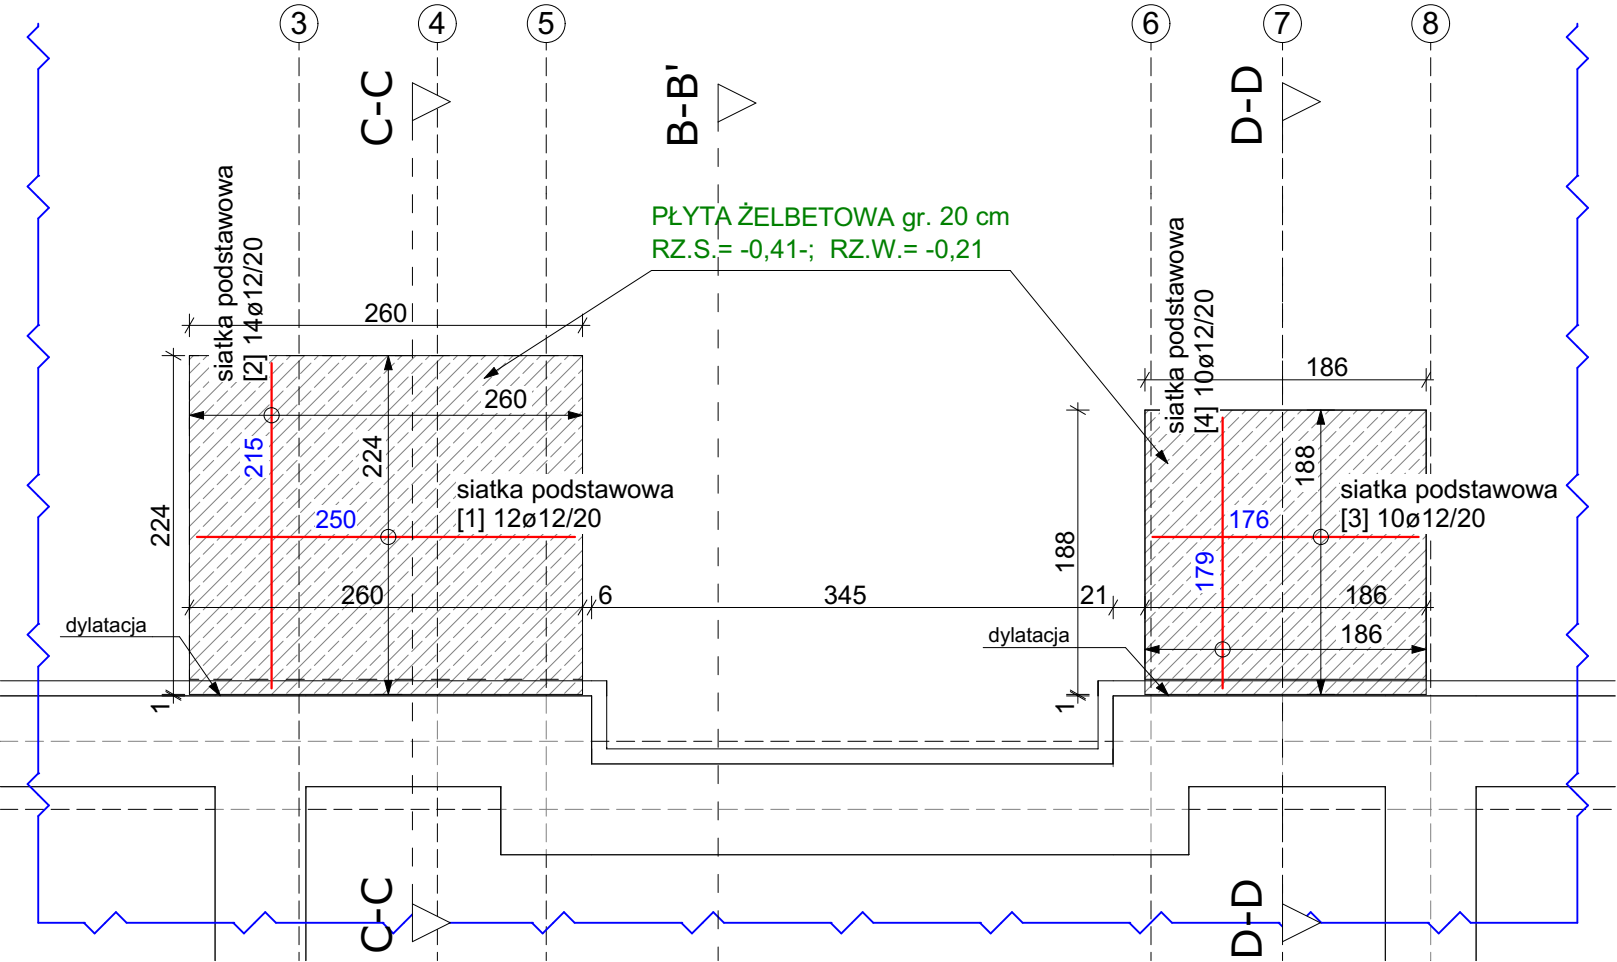 3
4
5
6
7
8
C-C
B-B'
D-D
siatka podstawowa
[2] 14ø12/20
PŁYTA ŻELBETOWA gr. 20 cm
RZ.S.= -0,41-; RZ.W.= -0,21
siatka podstawowa
[4] 10ø12/20
260
186
260
215
224
188
siatka podstawowa
[1] 12ø12/20
siatka podstawowa
[3] 10ø12/20
250
176
224
188
179
260
6
345
21
186
dylatacja
dylatacja
186
1
1
C-C
D-D